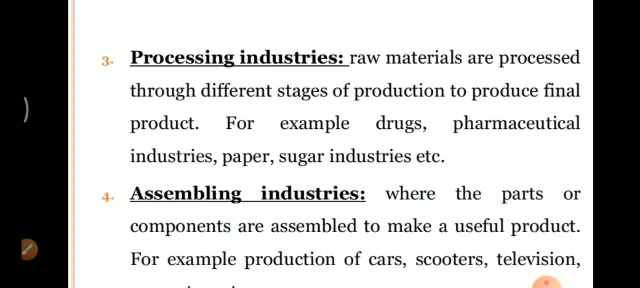 3. Processing industries: raw materials are processed
through different stages of production to produce final
product. For example drugs, pharmaceutical
industries, paper, sugar industries etc.
4. Assembling industries: where the parts or
components are assembled to make a useful product.
For example production of cars, scooters, television,